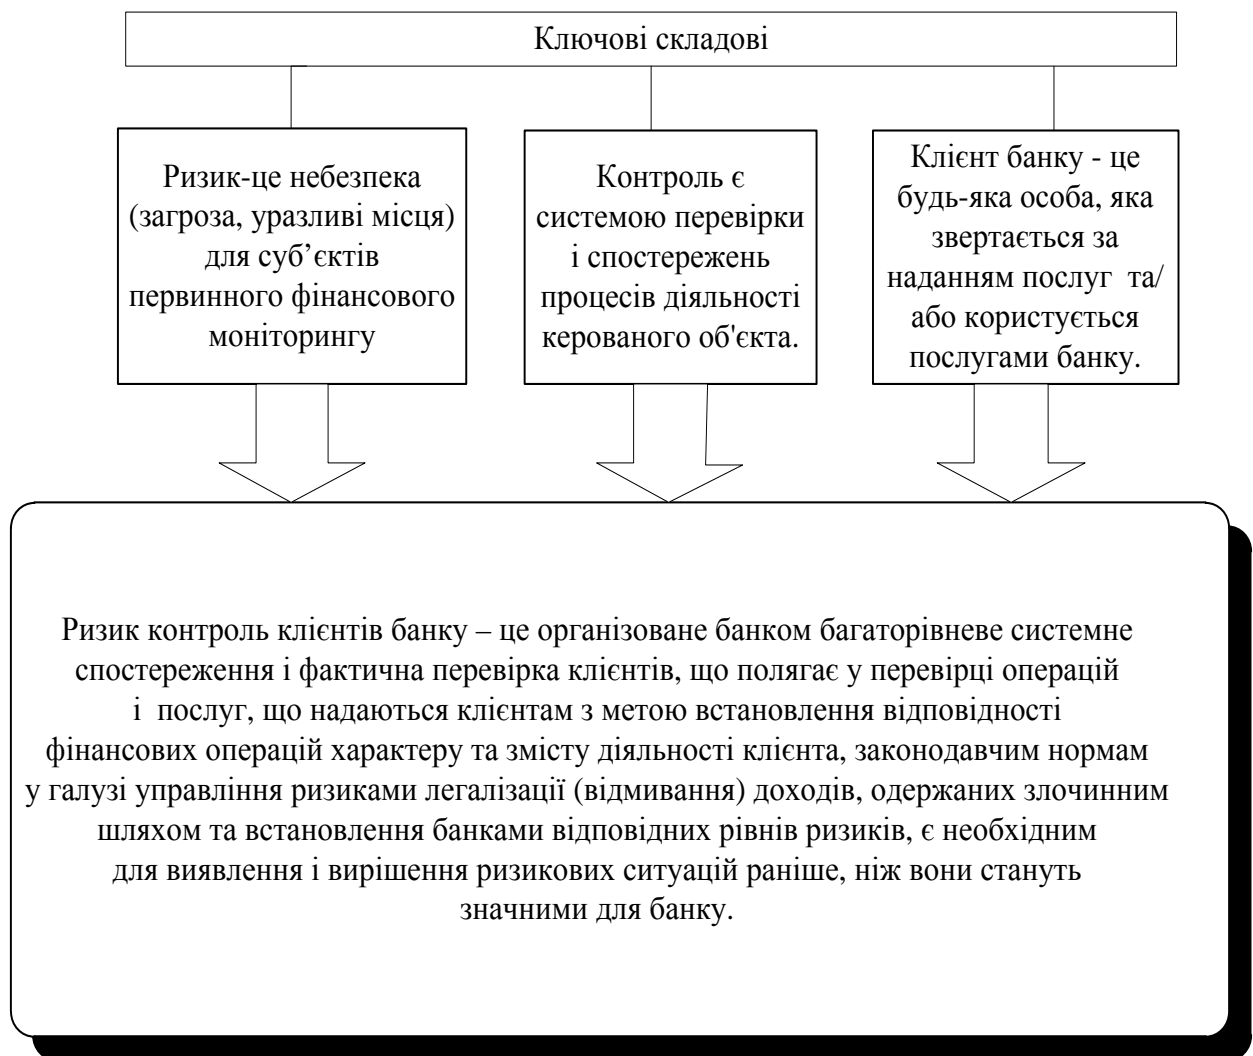 Ключові складові
Ризик-це небезпека
(загроза, уразливі місця)
для суб’єктів
первинного фінансового
моніторингу
Контроль є
системою перевірки
і спостережень
процесів діяльності
керованого об'єкта.
Клієнт банку - це
будь-яка особа, яка
звертається за
наданням послуг та/
або користується
послугами банку.
Ризик контроль клієнтів банку – це організоване банком багаторівневе системне
спостереження і фактична перевірка клієнтів, що полягає у перевірці операцій
і послуг, що надаються клієнтам з метою встановлення відповідності
фінансових операцій характеру та змісту діяльності клієнта, законодавчим нормам
у галузі управління ризиками легалізації (відмивання) доходів, одержаних злочинним
шляхом та встановлення банками відповідних рівнів ризиків, є необхідним
для виявлення і вирішення ризикових ситуацій раніше, ніж вони стануть
значними для банку.